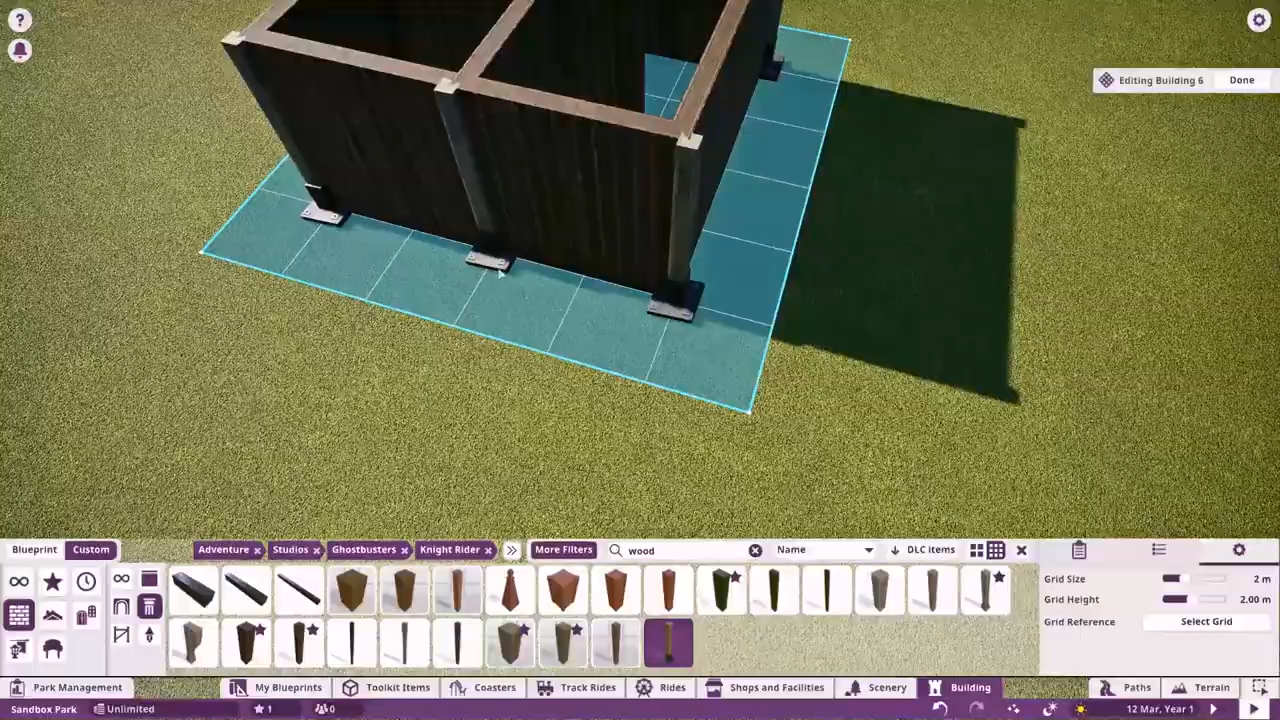 ?
Editing Building 6 Done
Blueprint Custom Adventure × Studios × Ghostbusters × Knight Rider × » More Filters wood Name DLC Items
Grid Size 2 m
Grid Height 2.00 m
Grid Reference Select Grid
Park Management My Blueprints Toolkit Items Coasters Track Rides Rides Shops and Facilities Scenery Building Paths Terrain
Sandbox Park Unlimited 1 0 12 Mar, Year 1